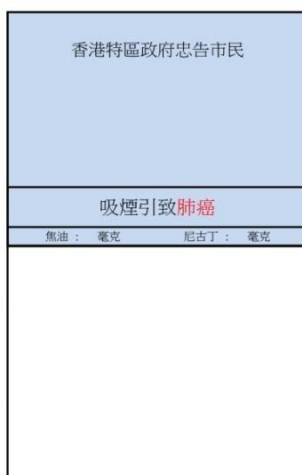 香港特區政府忠告市民
吸煙引致肺癌
焦油： 毫克 尼古丁： 毫克